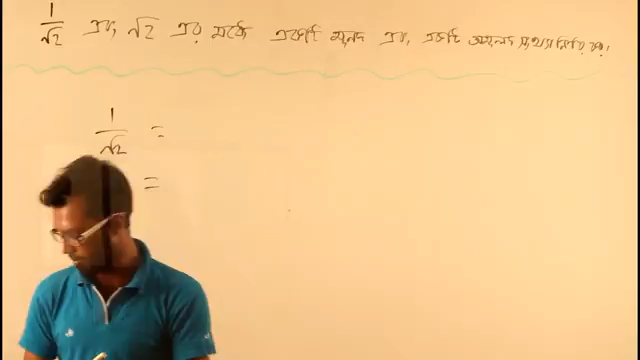 1/√2 এবং √2 এর মধ্যে একটি মূলদ এবং একটি অমূলদ সংখ্যা নির্ণয় কর।
1/√2 =
=